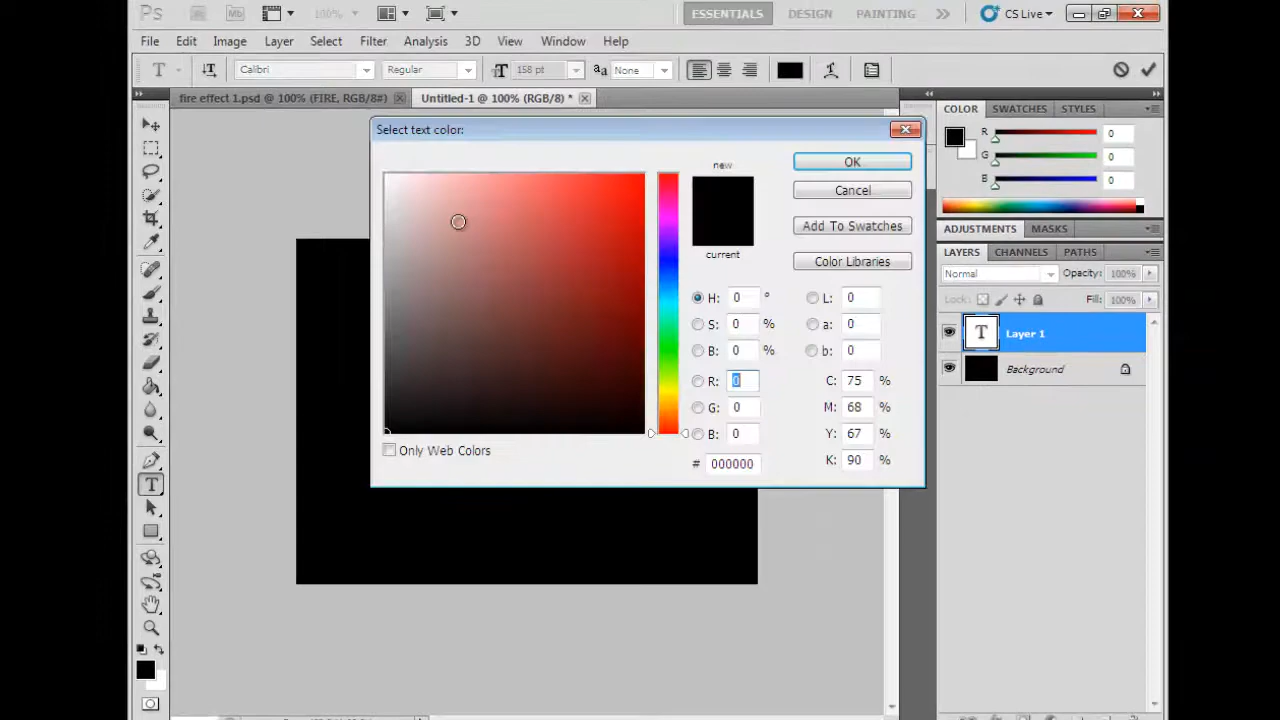 Ps Br Mb 100% ESSENTIALS DESIGN PAINTING CS Live
File Edit Image Layer Select Filter Analysis 3D View Window Help
T Calibri Regular 158 pt aa None
fire effect 1.psd @ 100% (FIRE, RGB/8#) Untitled-1 @ 100% (RGB/8) *
COLOR SWATCHES STYLES
R 0
G 0
B 0
ADJUSTMENTS MASKS
LAYERS CHANNELS PATHS
Normal Opacity: 100%
Lock: Fill: 100%
T Layer 1
Background
Select text color:
new
current
OK
Cancel
Add To Swatches
Color Libraries
H: 0 ° L: 0
S: 0 % a: 0
B: 0 % b: 0
R: 0 C: 75 %
G: 0 M: 68 %
B: 0 Y: 67 %
# 000000 K: 90 %
Only Web Colors
T